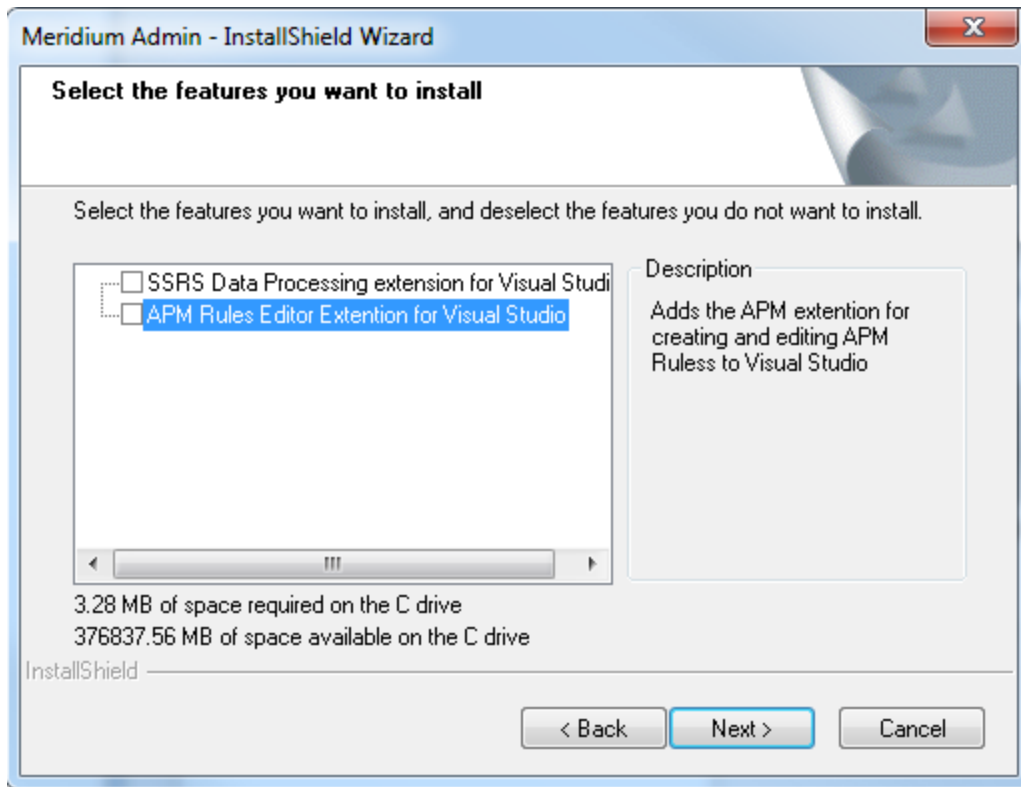 Meridium Admin - InstallShield Wizard
Select the features you want to install
Select the features you want to install, and deselect the features you do not want to install.
SSRS Data Processing extension for Visual Studi
APM Rules Editor Extention for Visual Studio
Description
Adds the APM extention for
creating and editing APM
Ruless to Visual Studio
3.28 MB of space required on the C drive
376837.56 MB of space available on the C drive
InstallShield
< Back
Next >
Cancel